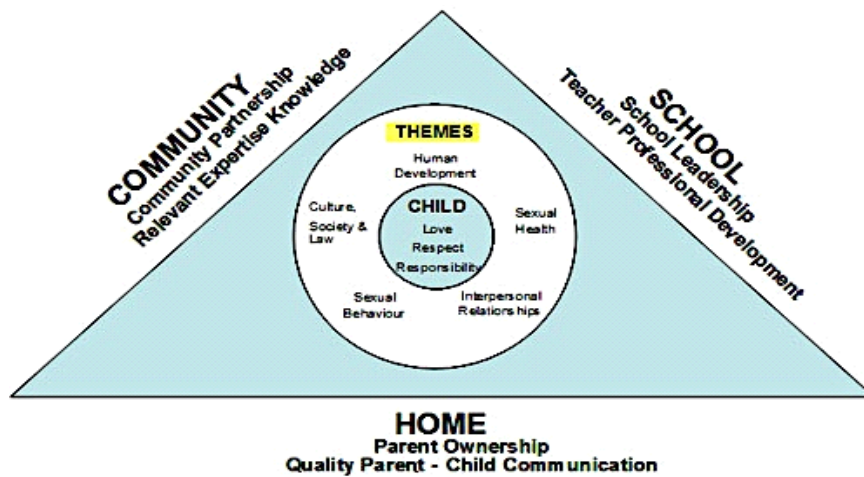 COMMUNITY
Community Partnership
Relevant Expertise Knowledge
SCHOOL
School Leadership
Teacher Professional Development
THEMES
Human
Development
Culture,
Society &
Law
CHILD
Love
Respect
Responsibility
Sexual
Health
Sexual
Behaviour
Interpersonal
Relationships
HOME
Parent Ownership
Quality Parent - Child Communication